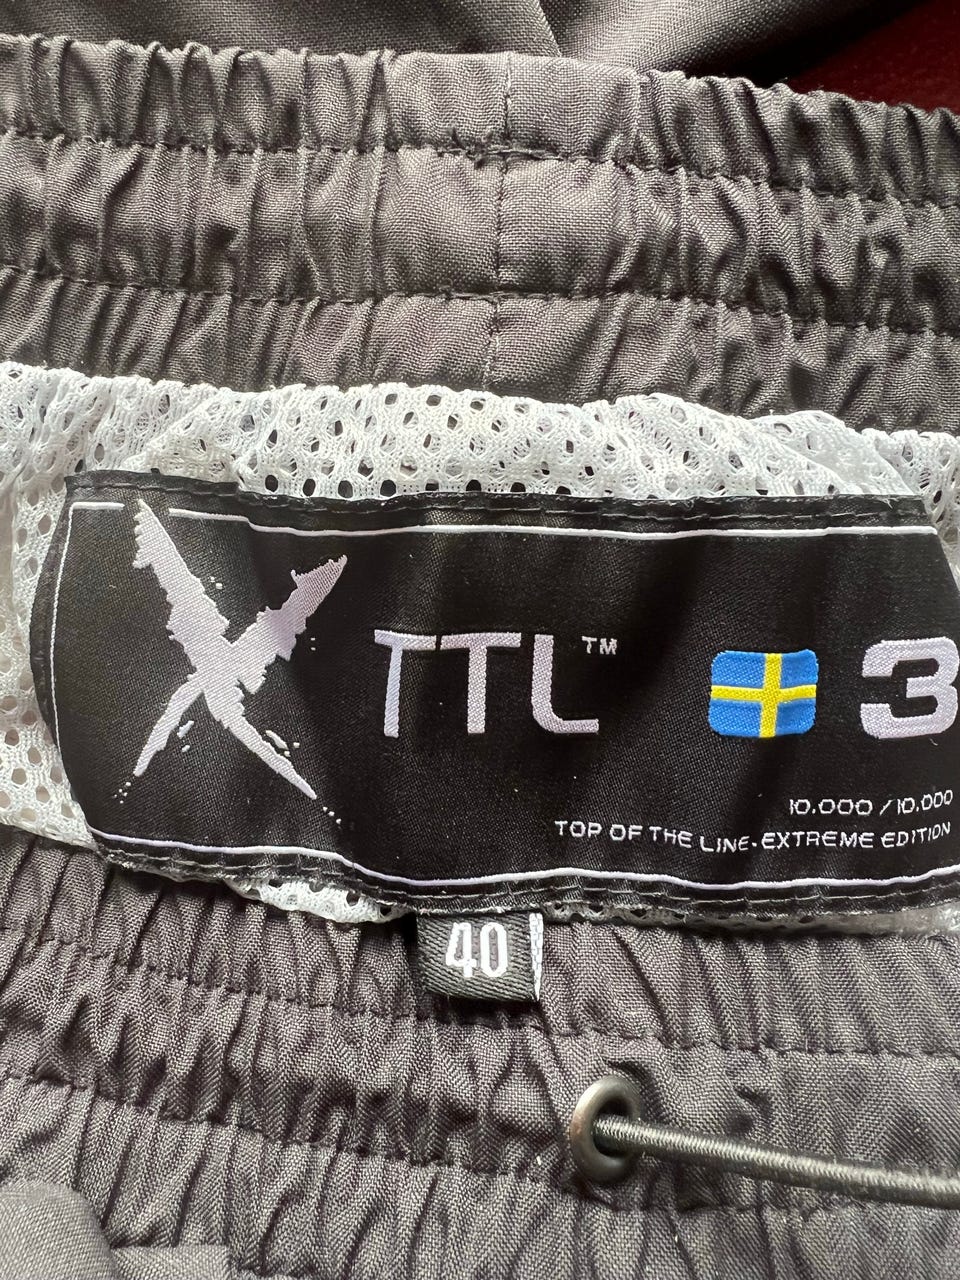 X TTL™ 3
10.000 / 10.000
TOP OF THE LINE-EXTREME EDITION
40